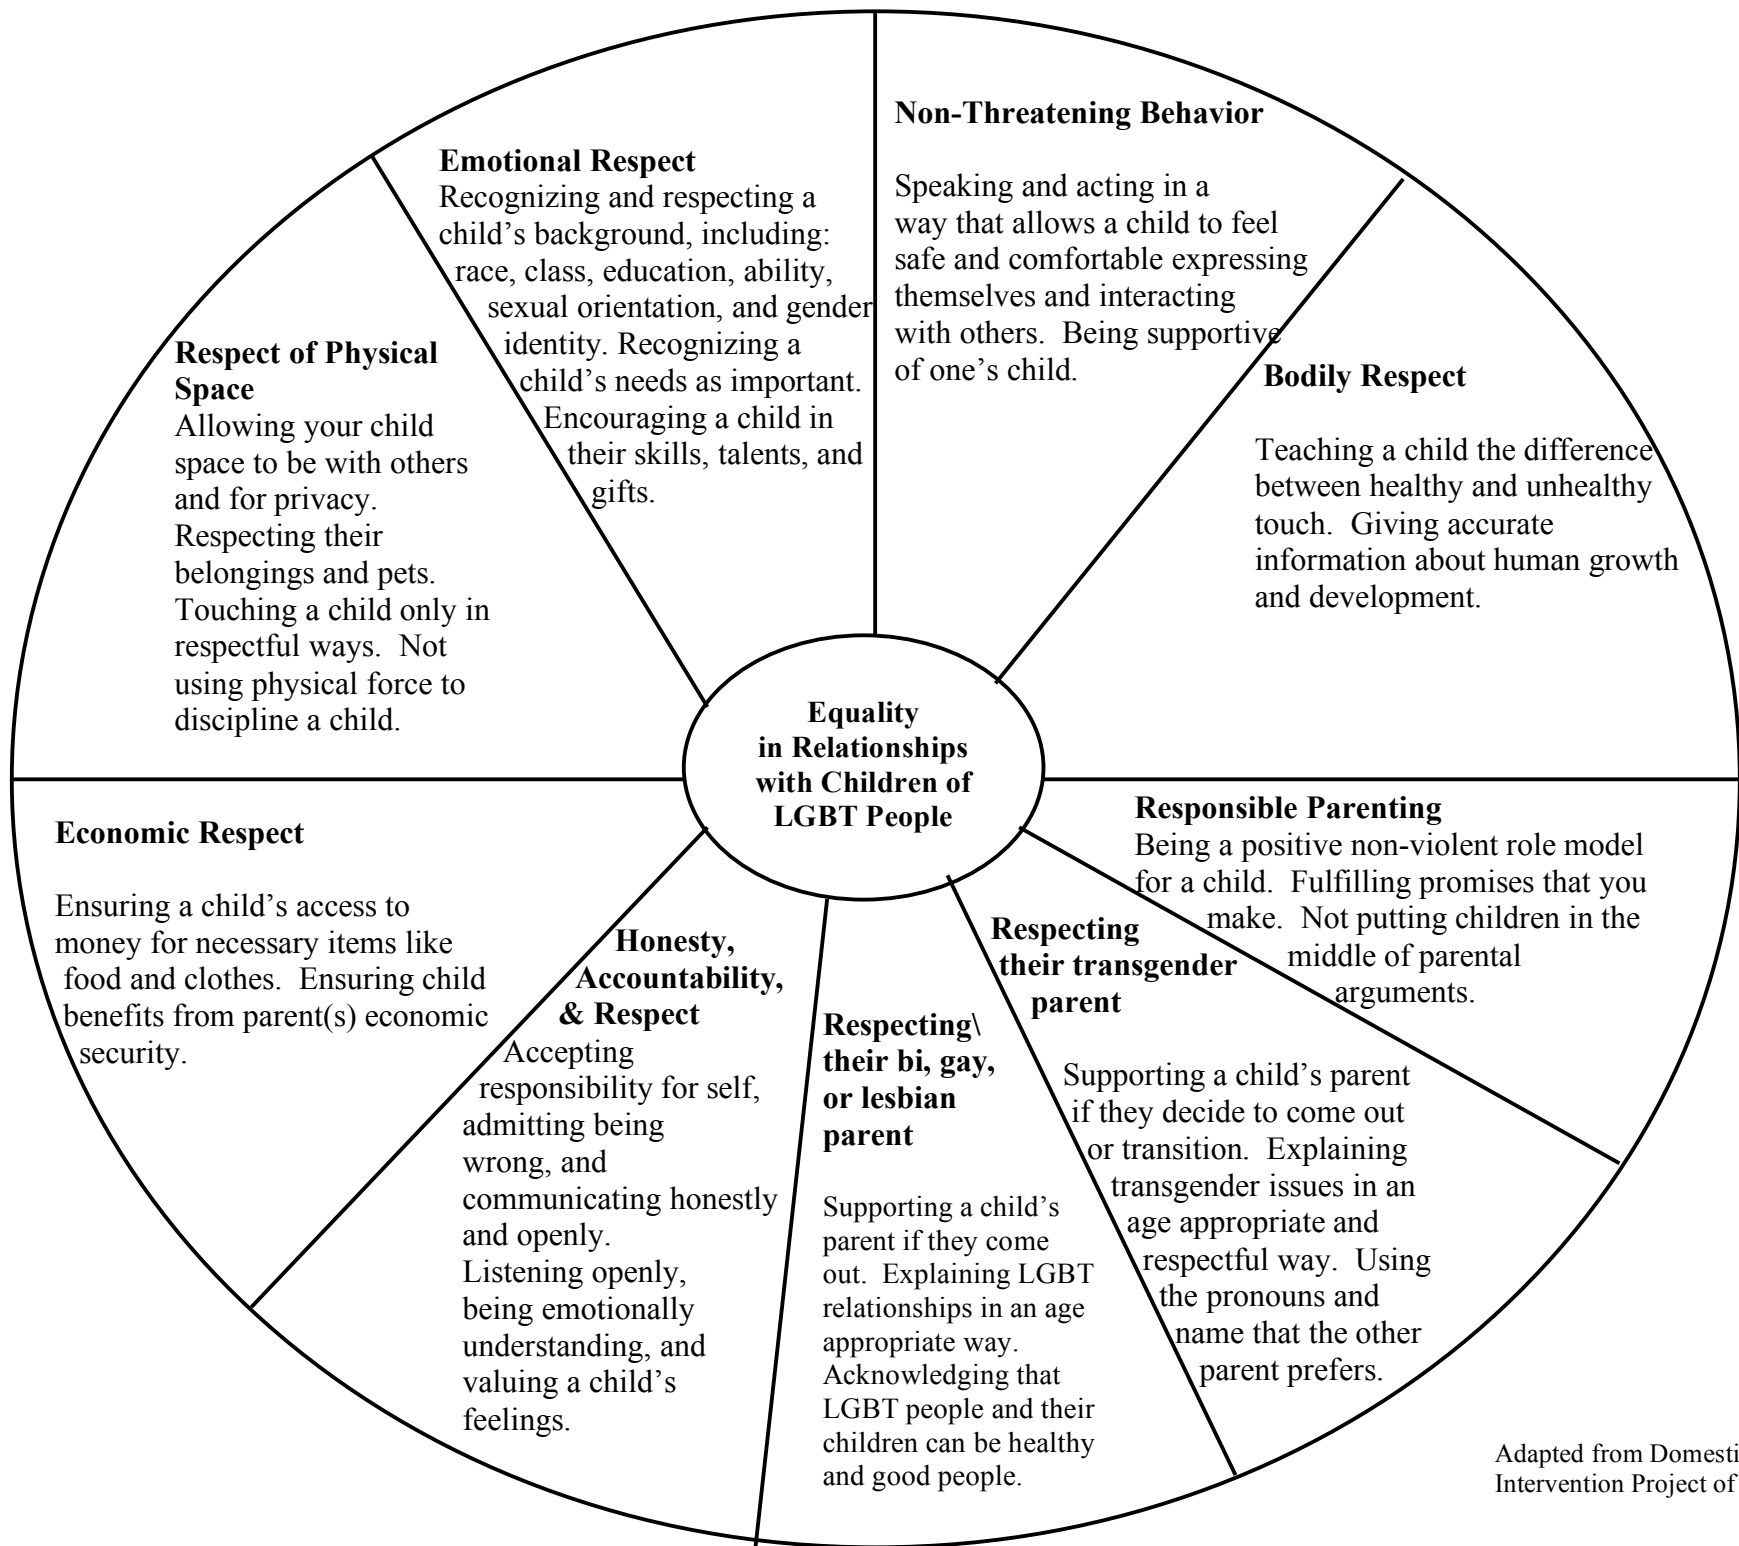 Non-Threatening Behavior
Speaking and acting in a
way that allows a child to feel
safe and comfortable expressing
themselves and interacting
with others.  Being supportive
of one’s child.
Bodily Respect
Teaching a child the difference
between healthy and unhealthy
touch.  Giving accurate
information about human growth
and development.
Responsible Parenting
Being a positive non-violent role model
for a child.  Fulfilling promises that you
make.  Not putting children in the
middle of parental
arguments.
Respecting
their transgender
parent
Supporting a child’s parent
if they decide to come out
or transition.  Explaining
transgender issues in an
age appropriate and
respectful way.  Using
the pronouns and
name that the other
parent prefers.
Respecting\
their bi, gay,
or lesbian
parent
Supporting a child’s
parent if they come
out.  Explaining LGBT
relationships in an age
appropriate way.
Acknowledging that
LGBT people and their
children can be healthy
and good people.
Honesty,
Accountability,
& Respect
Accepting
responsibility for self,
admitting being
wrong, and
communicating honestly
and openly.
Listening openly,
being emotionally
understanding, and
valuing a child’s
feelings.
Economic Respect
Ensuring a child’s access to
money for necessary items like
food and clothes.  Ensuring child
benefits from parent(s) economic
security.
Respect of Physical
Space
Allowing your child
space to be with others
and for privacy.
Respecting their
belongings and pets.
Touching a child only in
respectful ways.  Not
using physical force to
discipline a child.
Emotional Respect
Recognizing and respecting a
child’s background, including:
race, class, education, ability,
sexual orientation, and gender
identity. Recognizing a
child’s needs as important.
Encouraging a child in
their skills, talents, and
gifts.
Equality
in Relationships
with Children of
LGBT People
Adapted from Domesti
Intervention Project of